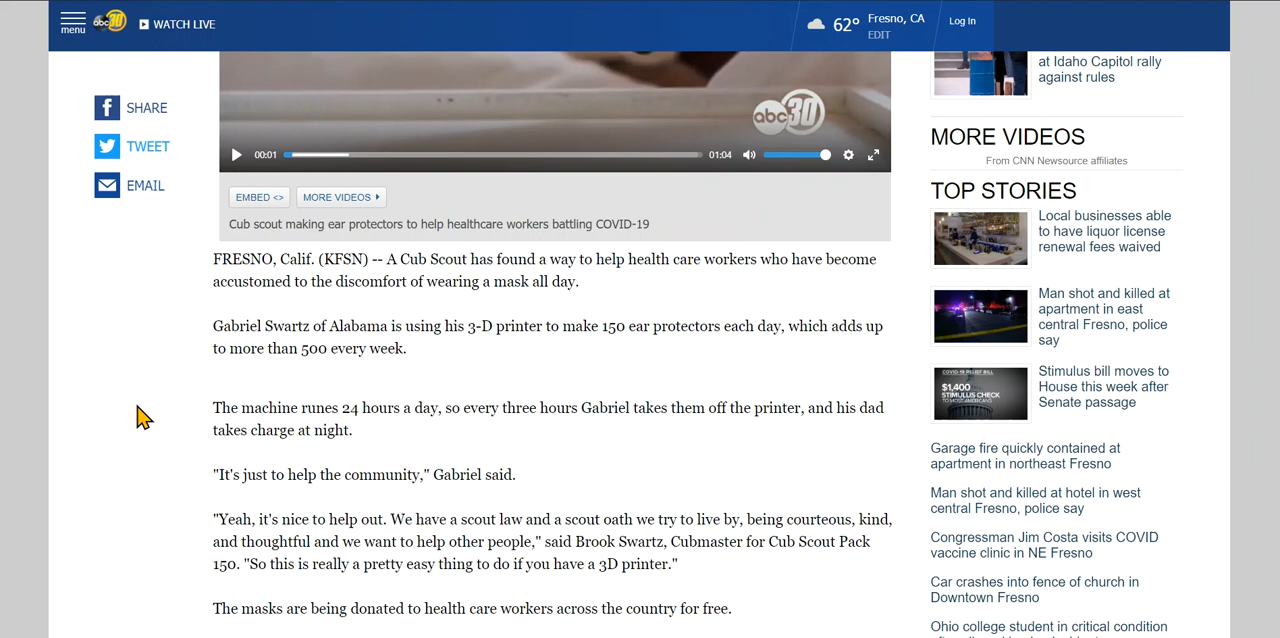 menu
abc30
WATCH LIVE
62°
Fresno, CA
EDIT
Log In
SHARE
TWEET
EMAIL
abc30
00:01
01:04
EMBED <>
MORE VIDEOS
Cub scout making ear protectors to help healthcare workers battling COVID-19
FRESNO, Calif. (KFSN) -- A Cub Scout has found a way to help health care workers who have become
accustomed to the discomfort of wearing a mask all day.
Gabriel Swartz of Alabama is using his 3-D printer to make 150 ear protectors each day, which adds up
to more than 500 every week.
The machine runes 24 hours a day, so every three hours Gabriel takes them off the printer, and his dad
takes charge at night.
"It's just to help the community," Gabriel said.
"Yeah, it's nice to help out. We have a scout law and a scout oath we try to live by, being courteous, kind,
and thoughtful and we want to help other people," said Brook Swartz, Cubmaster for Cub Scout Pack
150. "So this is really a pretty easy thing to do if you have a 3D printer."
The masks are being donated to health care workers across the country for free.
at Idaho Capitol rally
against rules
MORE VIDEOS
From CNN Newsource affiliates
TOP STORIES
Local businesses able
to have liquor license
renewal fees waived
Man shot and killed at
apartment in east
central Fresno, police
say
COVID-19 RELIEF BILL
$1,400
STIMULUS CHECK
Stimulus bill moves to
House this week after
Senate passage
Garage fire quickly contained at
apartment in northeast Fresno
Man shot and killed at hotel in west
central Fresno, police say
Congressman Jim Costa visits COVID
vaccine clinic in NE Fresno
Car crashes into fence of church in
Downtown Fresno
Ohio college student in critical condition